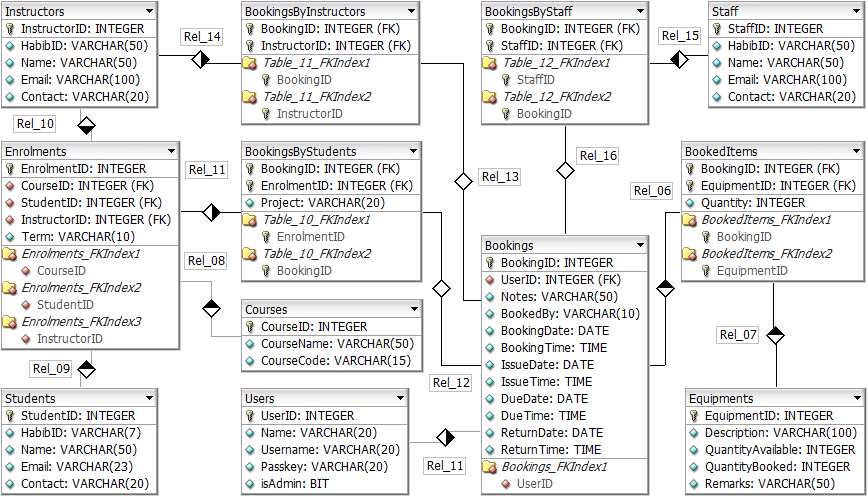 Instructors
InstructorID: INTEGER
HabibID: VARCHAR(50)
Name: VARCHAR(50)
Email: VARCHAR(100)
Contact: VARCHAR(20)
Rel_14
BookingsByInstructors
BookingID: INTEGER (FK)
InstructorID: INTEGER (FK)
Table_11_FKIndex1
BookingID
Table_11_FKIndex2
InstructorID
BookingsByStaff
BookingID: INTEGER (FK)
StaffID: INTEGER (FK)
Table_12_FKIndex1
StaffID
Table_12_FKIndex2
BookingID
Rel_15
Staff
StaffID: INTEGER
HabibID: VARCHAR(50)
Name: VARCHAR(50)
Email: VARCHAR(100)
Contact: VARCHAR(20)
Rel_10
Enrolments
EnrolmentID: INTEGER
CourseID: INTEGER (FK)
StudentID: INTEGER (FK)
InstructorID: INTEGER (FK)
Term: VARCHAR(10)
Enrolments_FKIndex1
CourseID
Enrolments_FKIndex2
StudentID
Enrolments_FKIndex3
InstructorID
Rel_11
Rel_08
BookingsByStudents
BookingID: INTEGER (FK)
EnrolmentID: INTEGER (FK)
Project: VARCHAR(20)
Table_10_FKIndex1
EnrolmentID
Table_10_FKIndex2
BookingID
Rel_13
Rel_16
Rel_06
BookedItems
BookingID: INTEGER (FK)
EquipmentID: INTEGER (FK)
Quantity: INTEGER
BookedItems_FKIndex1
BookingID
BookedItems_FKIndex2
EquipmentID
Courses
CourseID: INTEGER
CourseName: VARCHAR(50)
CourseCode: VARCHAR(15)
Bookings
BookingID: INTEGER
UserID: INTEGER (FK)
Notes: VARCHAR(50)
BookedBy: VARCHAR(10)
BookingDate: DATE
BookingTime: TIME
IssueDate: DATE
IssueTime: TIME
DueDate: DATE
DueTime: TIME
ReturnDate: DATE
ReturnTime: TIME
Bookings_FKIndex1
UserID
Rel_07
Rel_09
Rel_12
Students
StudentID: INTEGER
HabibID: VARCHAR(7)
Name: VARCHAR(50)
Email: VARCHAR(23)
Contact: VARCHAR(20)
Users
UserID: INTEGER
Name: VARCHAR(20)
Username: VARCHAR(20)
Passkey: VARCHAR(20)
isAdmin: BIT
Rel_11
Equipments
EquipmentID: INTEGER
Description: VARCHAR(100)
QuantityAvailable: INTEGER
QuantityBooked: INTEGER
Remarks: VARCHAR(50)